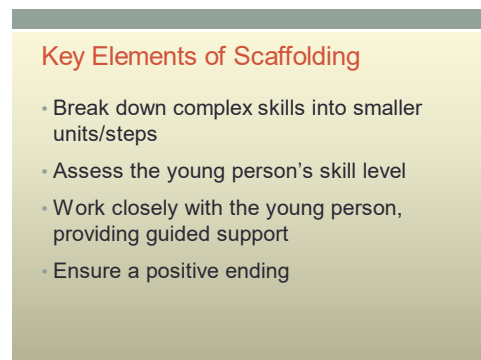 Key Elements of Scaffolding
• Break down complex skills into smaller
units/steps
• Assess the young person's skill level
• Work closely with the young person,
providing guided support
• Ensure a positive ending